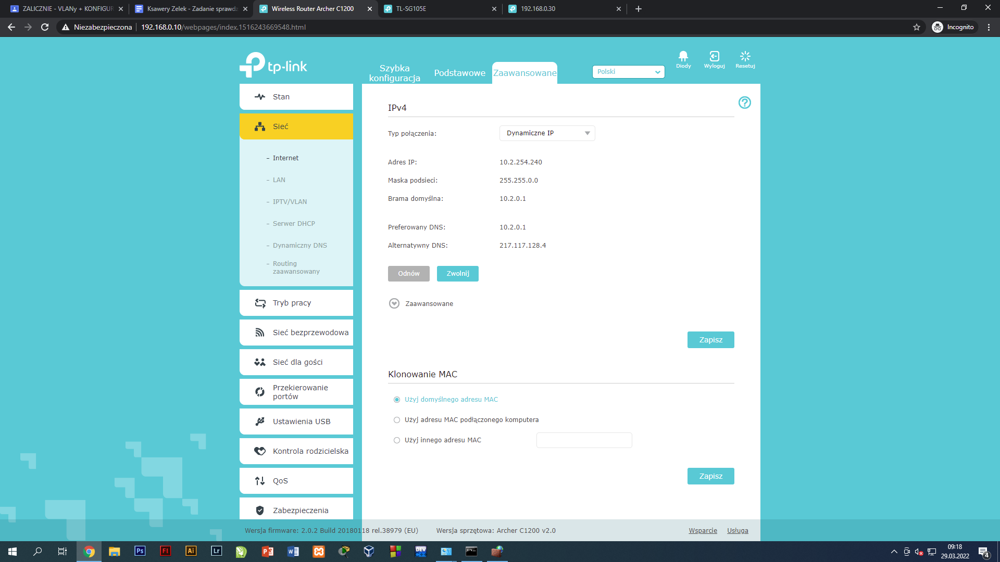 ZALICZNIE - VLANy + KONFIGUR
Ksawery Zelek - Zadanie sprawdz
Wireless Router Archer C1200
TL-SG105E
192.168.0.30
Niezabezpieczona
192.168.0.10/webpages/index.1516243669548.html
Incognito
tp-link
Szybka
konfiguracja
Podstawowe
Zaawansowane
Polski
Diody
Wyloguj
Resetuj
Stan
Sieć
Internet
LAN
IPTV/VLAN
Serwer DHCP
Dynamiczny DNS
Routing
zaawansowany
Tryb pracy
Sieć bezprzewodowa
Sieć dla gości
Przekierowanie
portów
Ustawienia USB
Kontrola rodzicielska
QoS
Zabezpieczenia
IPv4
Typ połączenia: Dynamiczne IP
Adres IP: 10.2.254.240
Maska podsieci: 255.255.0.0
Brama domyślna: 10.2.0.1
Preferowany DNS: 10.2.0.1
Alternatywny DNS: 217.117.128.4
Odnów Zwolnij
Zaawansowane
Zapisz
Klonowanie MAC
Użyj domyślnego adresu MAC
Użyj adresu MAC podłączonego komputera
Użyj innego adresu MAC
Zapisz
Wersja firmware: 2.0.2 Build 20180118 rel.38979 (EU) Wersja sprzętowa: Archer C1200 v2.0 Wsparcie Usługa
Ps
Fl
Ai
Lr
DEV
09:18
29.03.2022
4